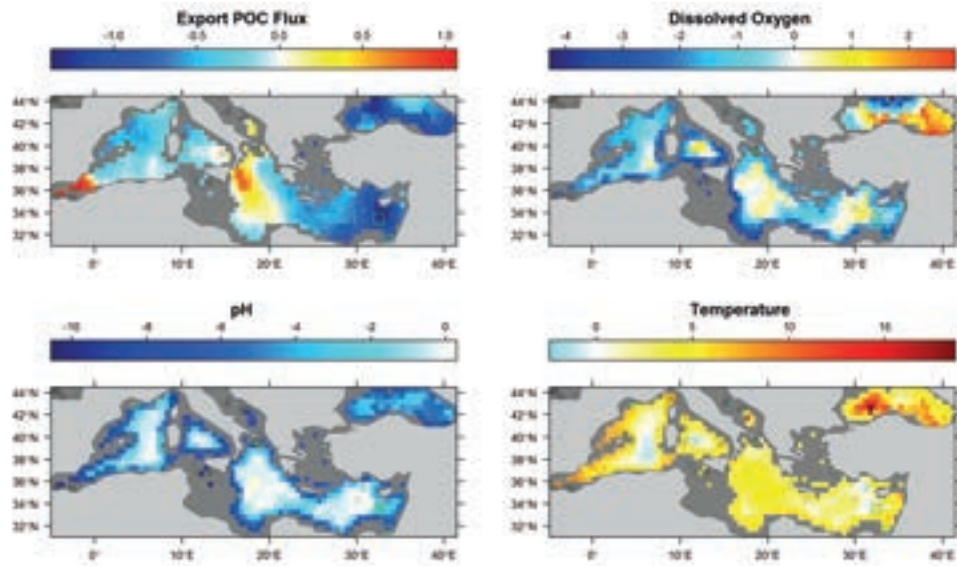 Export POC Flux
-1.0 -0.5 0.0 0.5 1.0
44°N
42°N
40°N
38°N
36°N
34°N
32°N
0° 10°E 20°E 30°E 40°E
Dissolved Oxygen
-4 -3 -2 -1 0 1 2
44°N
42°N
40°N
38°N
36°N
34°N
32°N
0° 10°E 20°E 30°E 40°E
pH
-10 -8 -6 -4 -2 0
44°N
42°N
40°N
38°N
36°N
34°N
32°N
0° 10°E 20°E 30°E 40°E
Temperature
0 5 10 15
44°N
42°N
40°N
38°N
36°N
34°N
32°N
0° 10°E 20°E 30°E 40°E